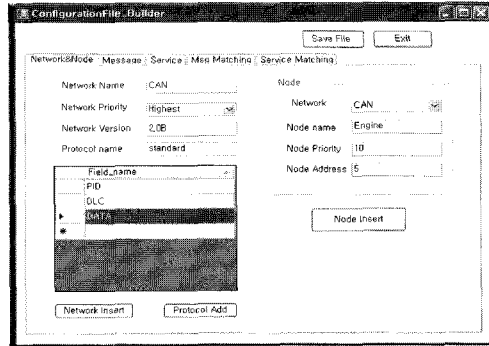 ConfigurationFile_Builder
Save File
Exit
Network&Node
Message
Service
Msg Matching
Service Matching
Network Name
CAN
Network Priority
Highest
Network Version
2.0B
Protocol name
standard
Field_name
PID
DLC
DATA
Network Insert
Protocol Add
Node
Network
CAN
Node name
Engine
Node Priority
10
Node Address
5
Node Insert